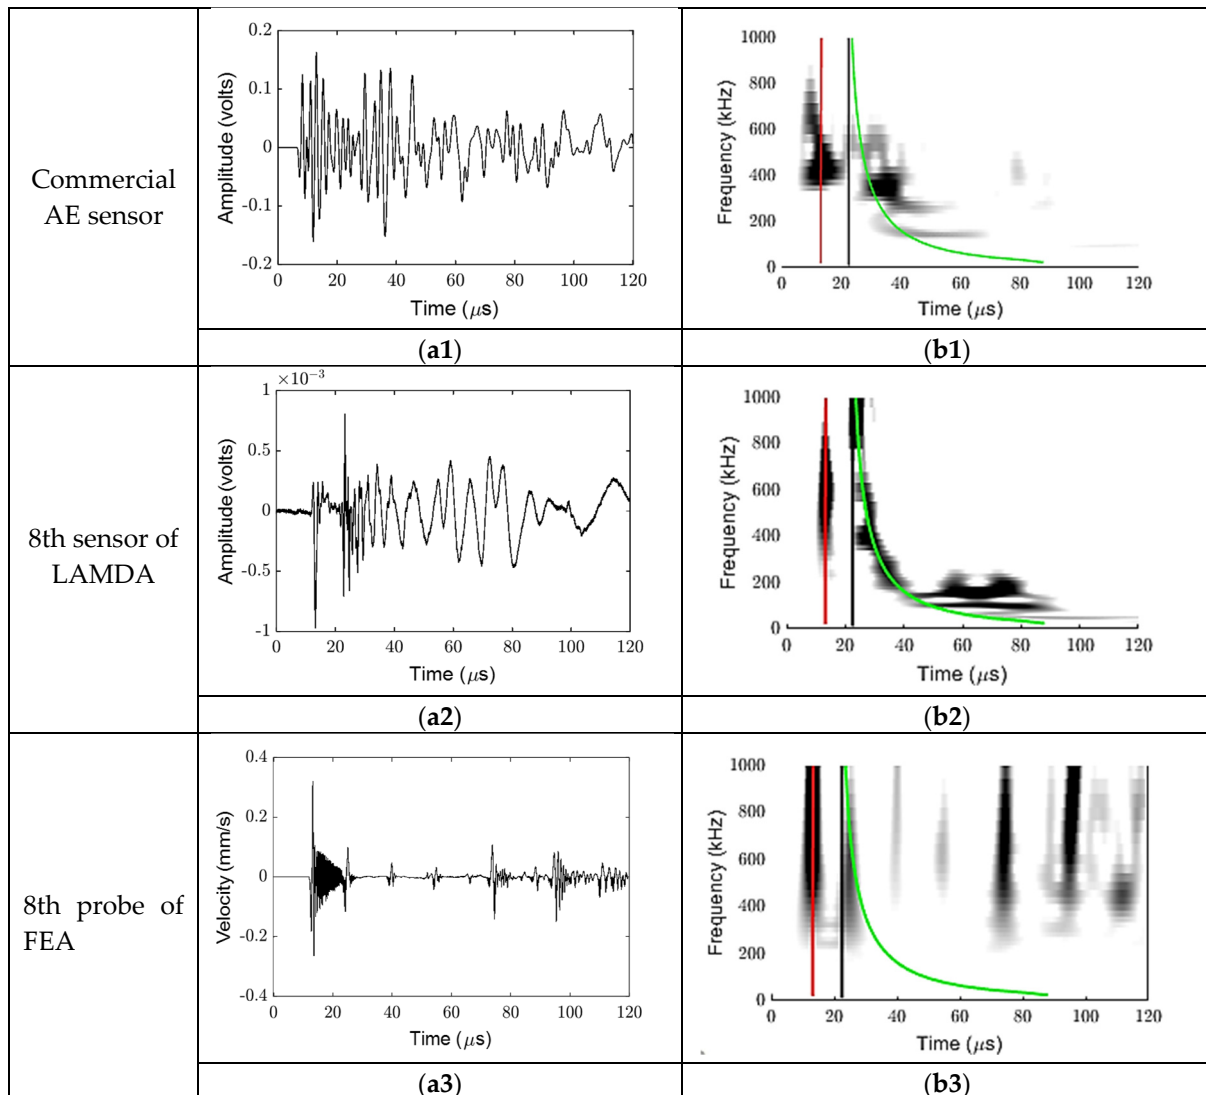 Commercial
AE sensor
Amplitude (volts)
0.2
0.1
0
-0.1
-0.2
0 20 40 60 80 100 120
Time (μs)
(a1)
Frequency (kHz)
1000
800
600
400
200
0
0 20 40 60 80 100 120
Time (μs)
(b1)
8th sensor of
LAMDA
×10⁻³
Amplitude (volts)
1
0.5
0
-0.5
-1
0 20 40 60 80 100 120
Time (μs)
(a2)
Frequency (kHz)
1000
800
600
400
200
0
0 20 40 60 80 100 120
Time (μs)
(b2)
8th probe of
FEA
Velocity (mm/s)
0.4
0.2
0
-0.2
-0.4
0 20 40 60 80 100 120
Time (μs)
(a3)
Frequency (kHz)
1000
800
600
400
200
0
0 20 40 60 80 100 120
Time (μs)
(b3)